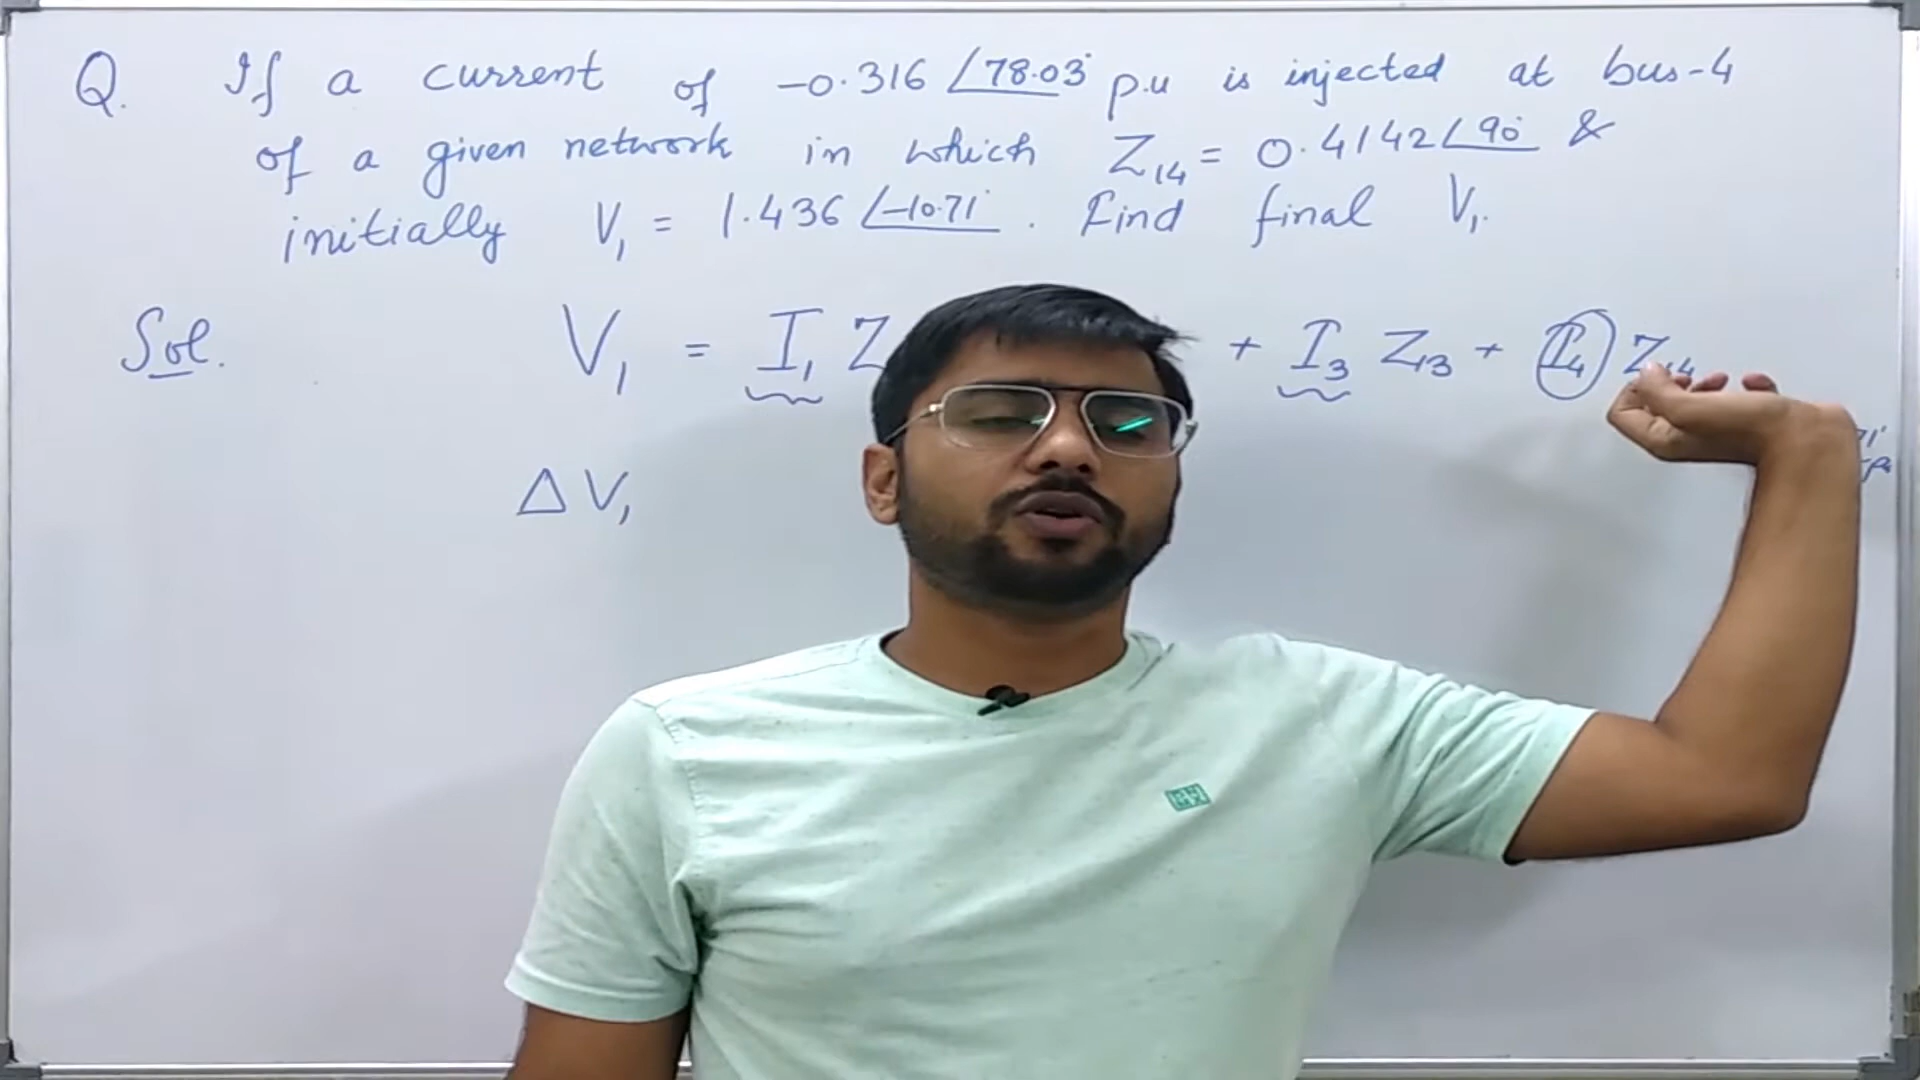 Q. If a current of -0.316 ∠78.03° p.u is injected at bus-4
of a given network in which Z14 = 0.4142∠90° &
initially V1 = 1.436 ∠-10.71° . Find final V1.
Sol. V1 = I1 Z + I3 Z13 + I4 Z14
ΔV1